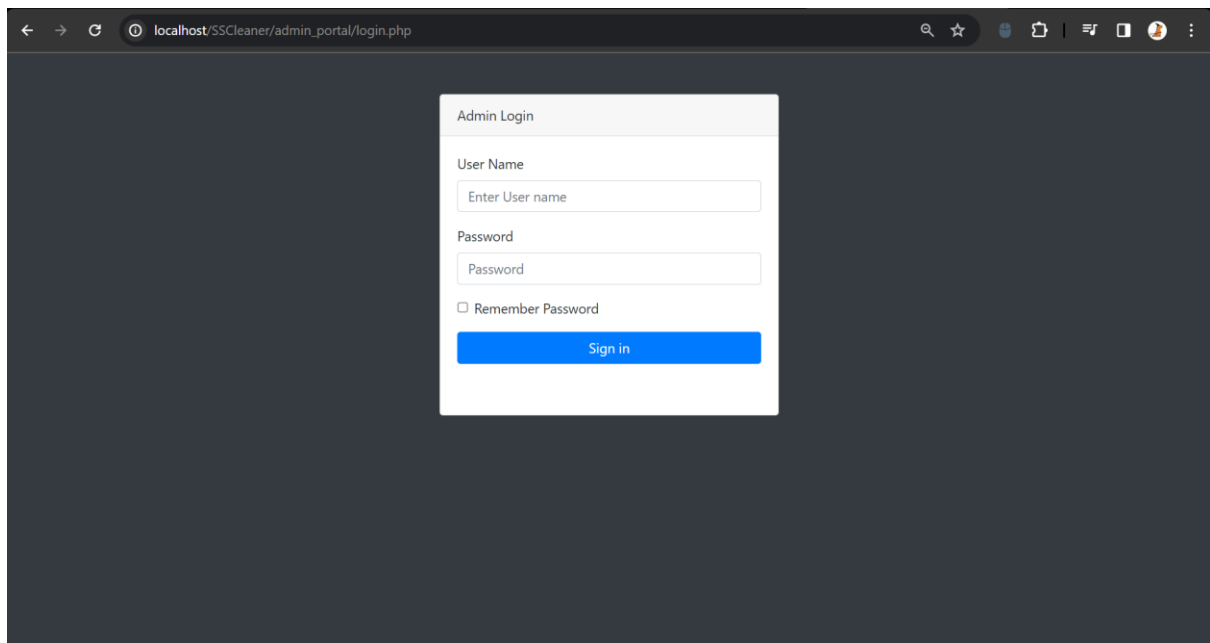 localhost/SSCleaner/admin_portal/login.php
Admin Login
User Name
Enter User name
Password
Password
Remember Password
Sign in